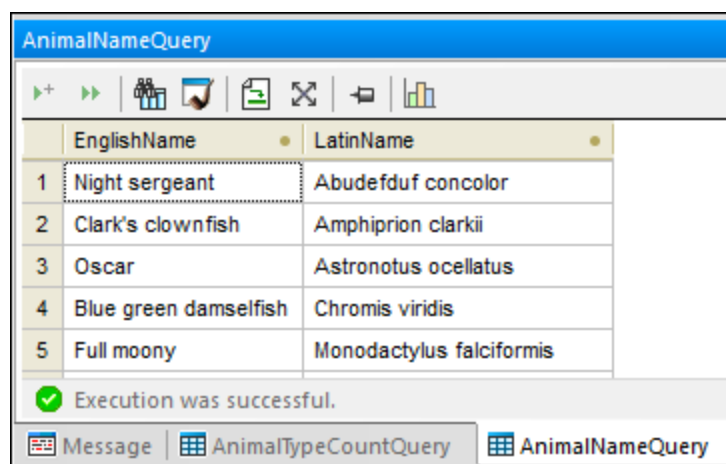 AnimalNameQuery
EnglishName LatinName
1 Night sergeant Abudefduf concolor
2 Clark's clownfish Amphiprion clarkii
3 Oscar Astronotus ocellatus
4 Blue green damselfish Chromis viridis
5 Full moony Monodactylus falciformis
Execution was successful.
Message AnimalTypeCountQuery AnimalNameQuery